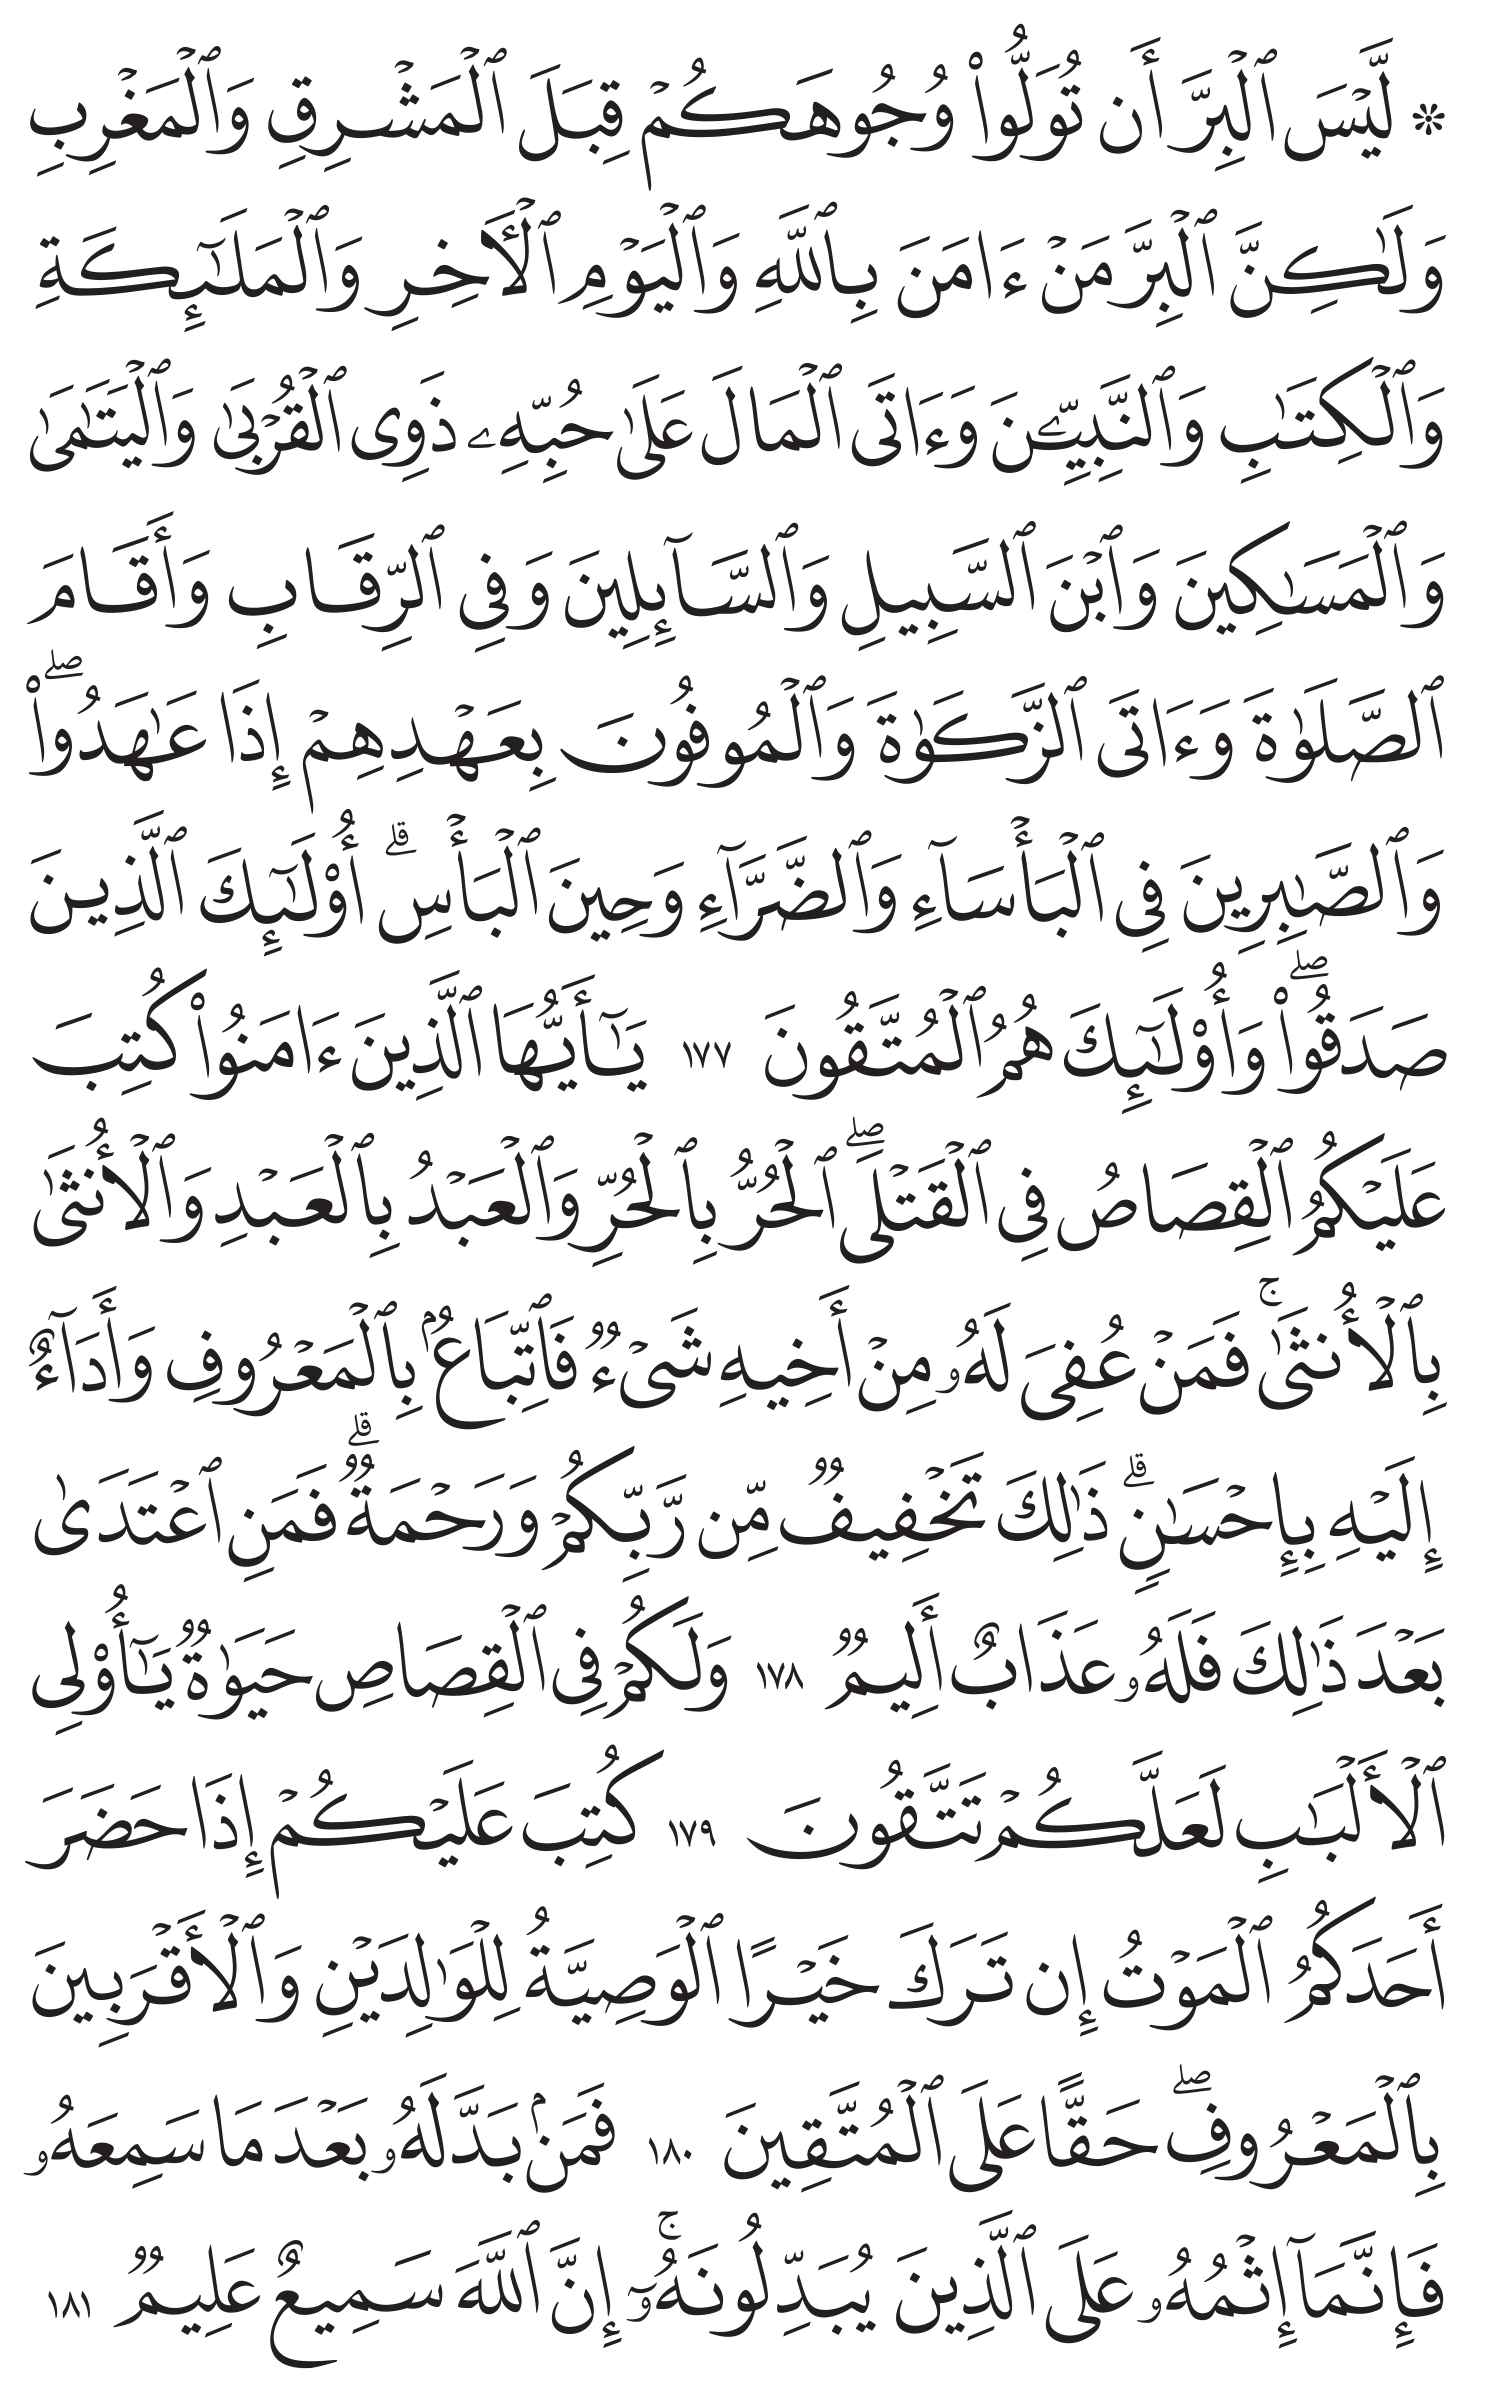 ۞ لَّيۡسَ ٱلۡبِرَّ أَن تُوَلُّواْ وُجُوهَكُمۡ قِبَلَ ٱلۡمَشۡرِقِ وَٱلۡمَغۡرِبِ
وَلَٰكِنَّ ٱلۡبِرَّ مَنۡ ءَامَنَ بِٱللَّهِ وَٱلۡيَوۡمِ ٱلۡأٓخِرِ وَٱلۡمَلَٰٓئِكَةِ
وَٱلۡكِتَٰبِ وَٱلنَّبِيِّـۧنَ وَءَاتَى ٱلۡمَالَ عَلَىٰ حُبِّهِۦ ذَوِي ٱلۡقُرۡبَىٰ وَٱلۡيَتَٰمَىٰ
وَٱلۡمَسَٰكِينَ وَٱبۡنَ ٱلسَّبِيلِ وَٱلسَّآئِلِينَ وَفِي ٱلرِّقَابِ وَأَقَامَ
ٱلصَّلَوٰةَ وَءَاتَى ٱلزَّكَوٰةَ وَٱلۡمُوفُونَ بِعَهۡدِهِمۡ إِذَا عَٰهَدُواْۖ
وَٱلصَّٰبِرِينَ فِي ٱلۡبَأۡسَآءِ وَٱلضَّرَّآءِ وَحِينَ ٱلۡبَأۡسِۗ أُوْلَٰٓئِكَ ٱلَّذِينَ
صَدَقُواْۖ وَأُوْلَٰٓئِكَ هُمُ ٱلۡمُتَّقُونَ ١٧٧ يَٰٓأَيُّهَا ٱلَّذِينَ ءَامَنُواْ كُتِبَ
عَلَيۡكُمُ ٱلۡقِصَاصُ فِي ٱلۡقَتۡلَىۖ ٱلۡحُرُّ بِٱلۡحُرِّ وَٱلۡعَبۡدُ بِٱلۡعَبۡدِ وَٱلۡأُنثَىٰ
بِٱلۡأُنثَىٰۚ فَمَنۡ عُفِيَ لَهُۥ مِنۡ أَخِيهِ شَيۡءٞ فَٱتِّبَاعُۢ بِٱلۡمَعۡرُوفِ وَأَدَآءٌ
إِلَيۡهِ بِإِحۡسَٰنٖۗ ذَٰلِكَ تَخۡفِيفٞ مِّن رَّبِّكُمۡ وَرَحۡمَةٞۗ فَمَنِ ٱعۡتَدَىٰ
بَعۡدَ ذَٰلِكَ فَلَهُۥ عَذَابٌ أَلِيمٞ ١٧٨ وَلَكُمۡ فِي ٱلۡقِصَاصِ حَيَوٰةٞ يَٰٓأُوْلِي
ٱلۡأَلۡبَٰبِ لَعَلَّكُمۡ تَتَّقُونَ ١٧٩ كُتِبَ عَلَيۡكُمۡ إِذَا حَضَرَ
أَحَدَكُمُ ٱلۡمَوۡتُ إِن تَرَكَ خَيۡرًا ٱلۡوَصِيَّةُ لِلۡوَٰلِدَيۡنِ وَٱلۡأَقۡرَبِينَ
بِٱلۡمَعۡرُوفِۖ حَقًّا عَلَى ٱلۡمُتَّقِينَ ١٨٠ فَمَنۢ بَدَّلَهُۥ بَعۡدَ مَا سَمِعَهُۥ
فَإِنَّمَآ إِثۡمُهُۥ عَلَى ٱلَّذِينَ يُبَدِّلُونَهُۥٓۚ إِنَّ ٱللَّهَ سَمِيعٌ عَلِيمٞ ١٨١